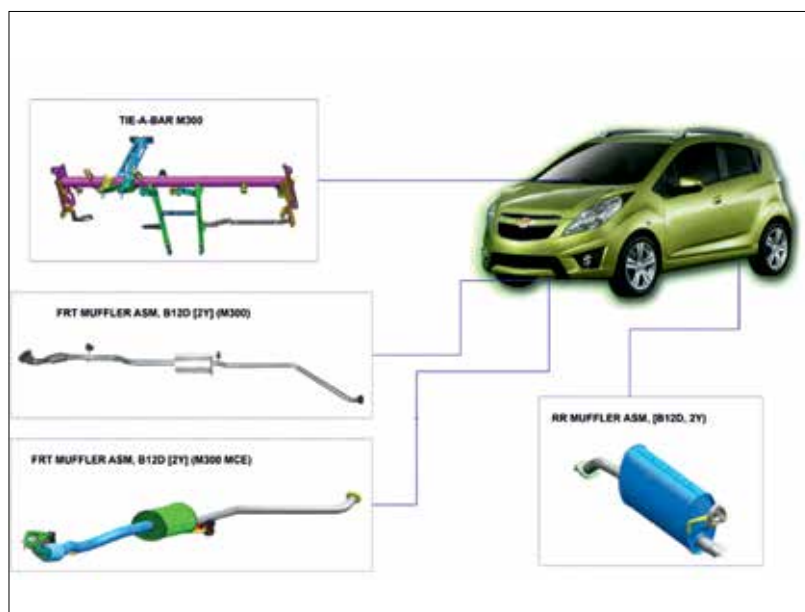 TIE-A-BAR M300
FRT MUFFLER ASM, B12D [2Y] (M300)
FRT MUFFLER ASM, B12D [2Y] (M300 MCE)
RR MUFFLER ASM, [B12D, 2Y)